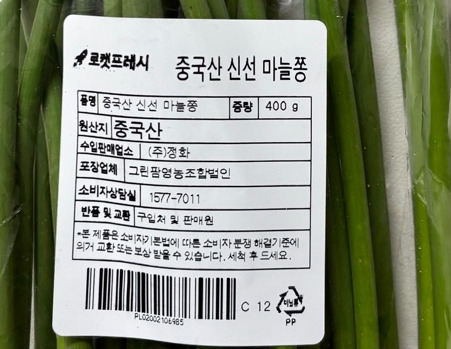 로켓프레시 중국산 신선 마늘쫑
품명 중국산 신선 마늘쫑 중량 400 g
원산지 중국산
수입판매업소 (주)정화
포장업체 그린팜영농조합법인
소비자상담실 1577-7011
반품 및 교환 구입처 및 판매원
*본 제품은 소비자기본법에 따른 소비자 분쟁 해결기준에
의거 교환 또는 보상 받을 수 있습니다. 세척 후 드세요.
PL02002106985
C 12
비닐류
PP